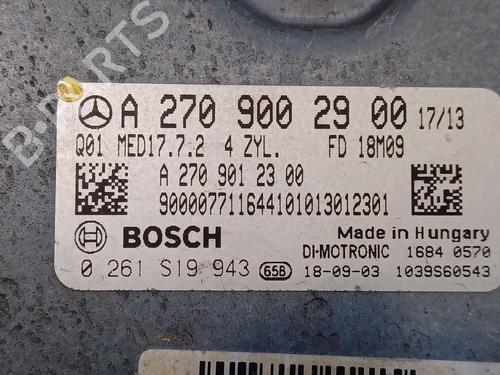 B-PARTS
A 270 900 29 00 17/13
Q01 MED17.7.2 4 ZYL. FD 18M09
A 270 901 23 00
900007711644101013012301
BOSCH
Made in Hungary
DI-MOTRONIC 1684 0570
0 261 S19 943 65B 18-09-03 1039S60543